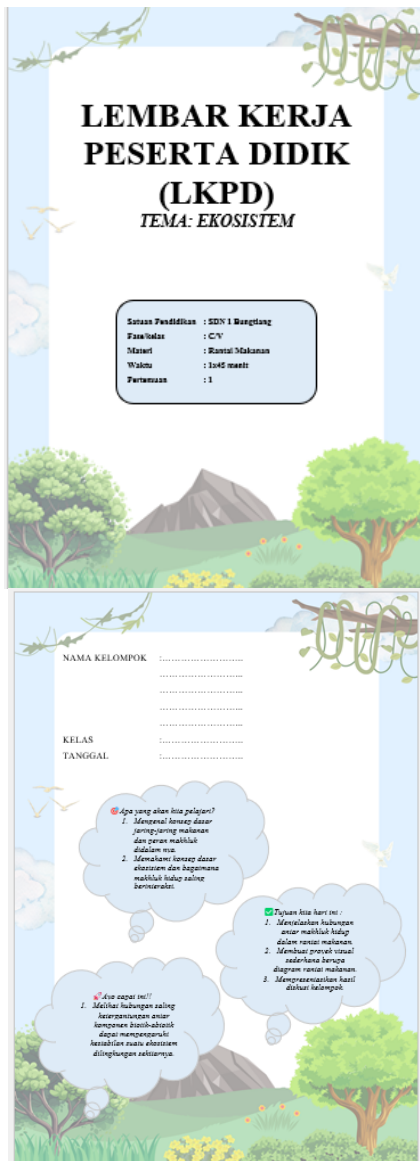 LEMBAR KERJA
PESERTA DIDIK
(LKPD)
TEMA: EKOSISTEM
Satuan Pendidikan : SDN 1 Bungtiang
Fase/kelas : C/V
Materi : Rantai Makanan
Waktu : 1x45 menit
Pertemuan : 1
NAMA KELOMPOK :……………………..
……………………..
……………………..
……………………..
……………………..
KELAS :……………………..
TANGGAL :……………………..
🎯 Apa yang akan kita pelajari?
1. Mengenal konsep dasar
jaring-jaring makanan
dan peran makhluk
didalam nya.
2. Memahami konsep dasar
ekosistem dan bagaimana
makhluk hidup saling
berinteraksi.
✅ Tujuan kita hari ini :
1. Menjelaskan hubungan
antar makhluk hidup
dalam rantai makanan.
2. Membuat proyek visual
sederhana berupa
diagram rantai makanan.
3. Mempresentasikan hasil
diskusi kelompok.
🚀 Ayo capai ini!!
1. Melihat hubungan saling
ketergantungan antar
komponen biotik-abiotik
dapat mempengaruhi
kestabilan suatu ekosistem
dilingkungan sekitarnya.